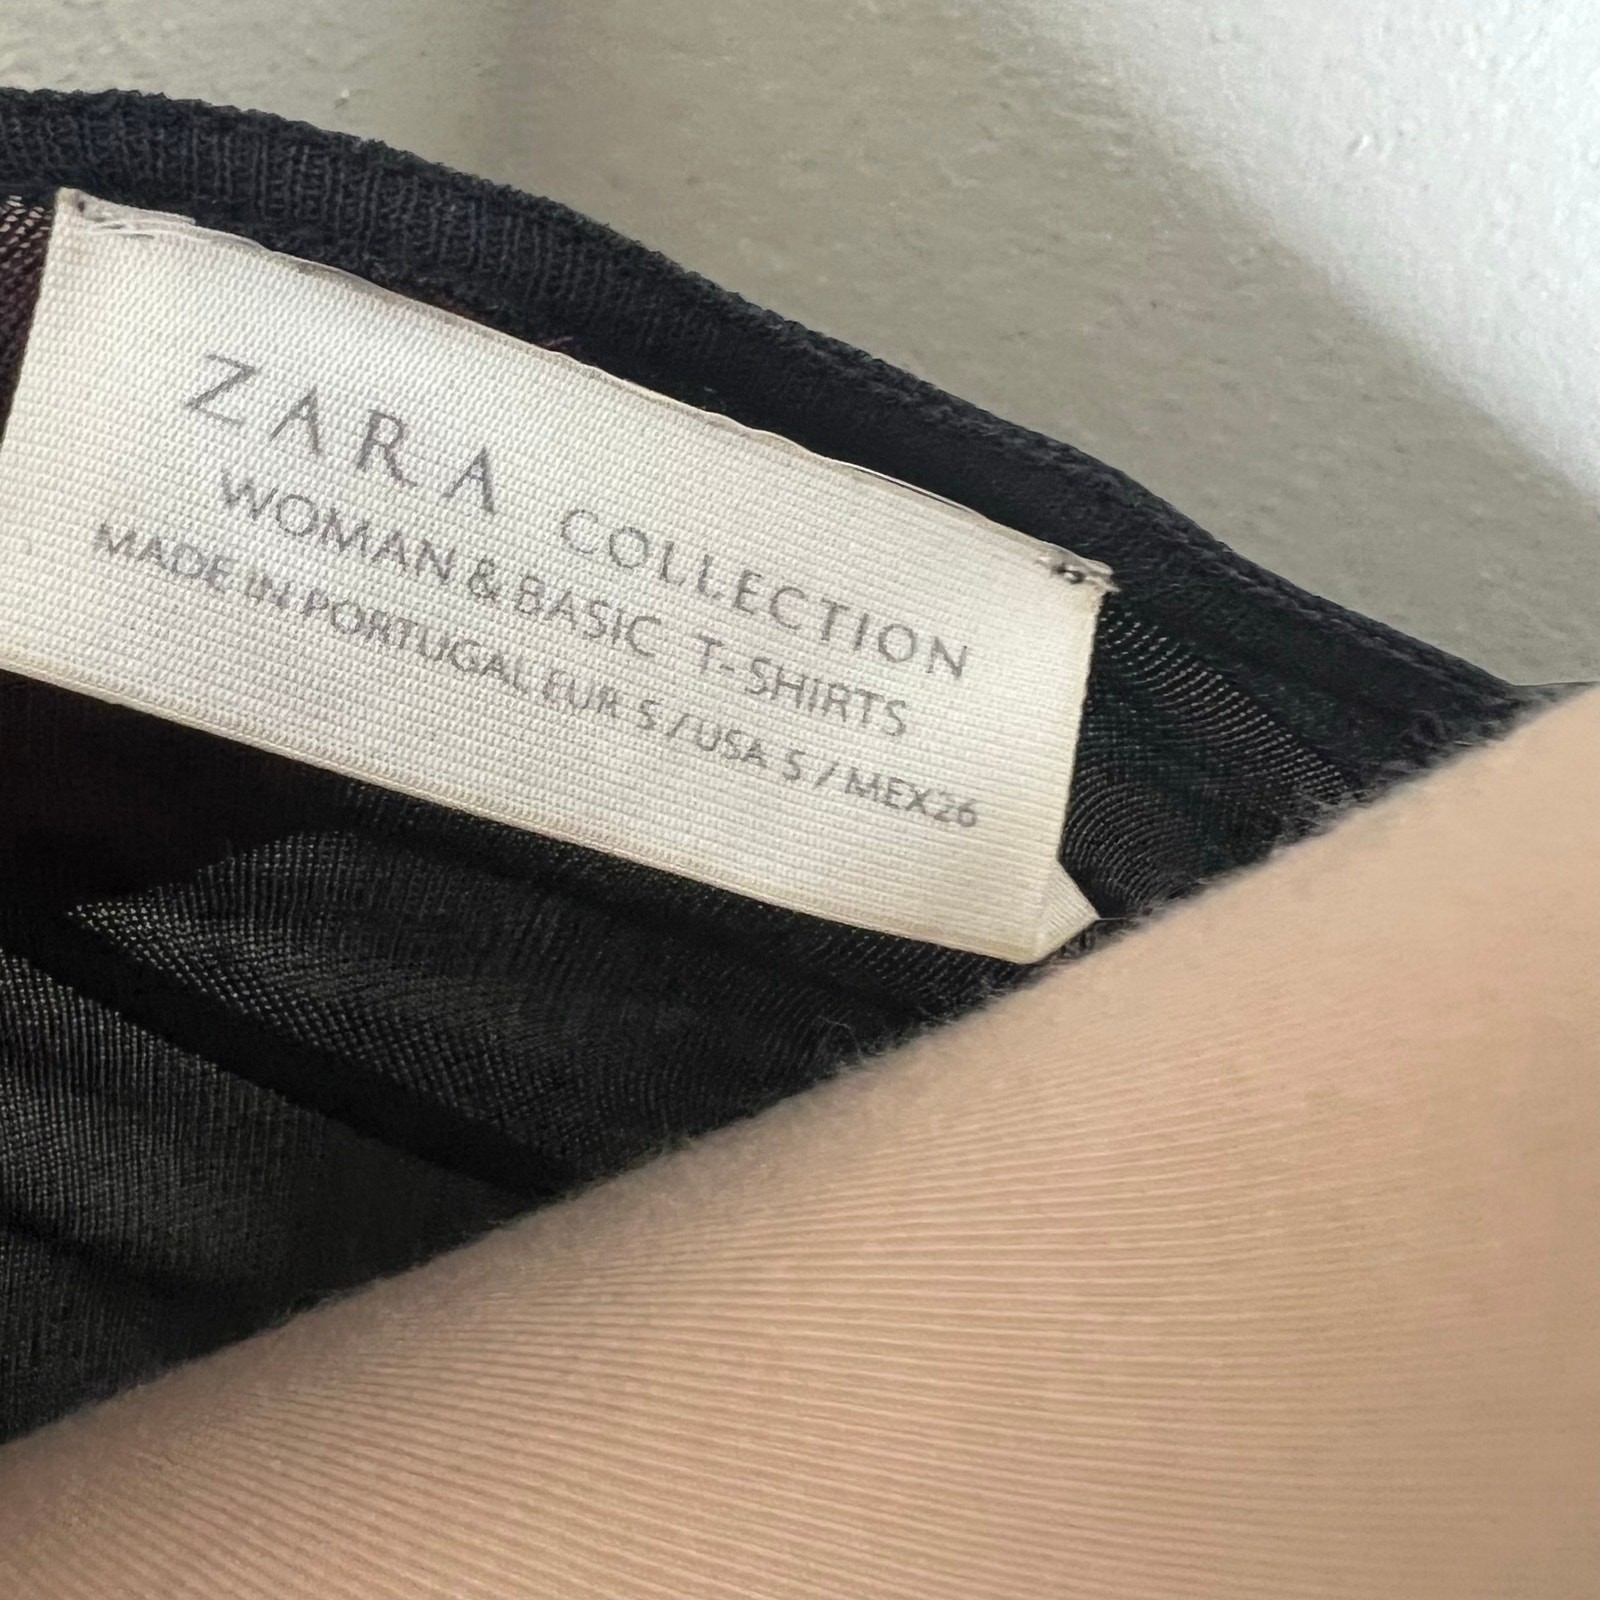 ZARA COLLECTION
WOMAN & BASIC T-SHIRTS
MADE IN PORTUGAL EUR S / USA S / MEX26